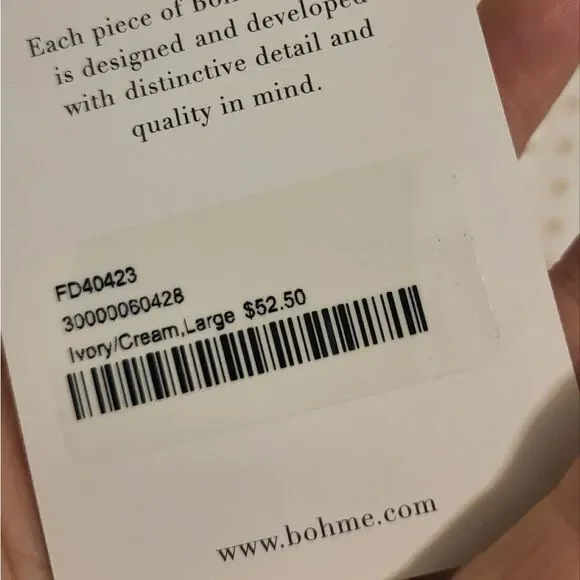 Each piece of Bohm
is designed and developed
with distinctive detail and
quality in mind.
FD40423
30000060428
Ivory/Cream,Large $52.50
www.bohme.com